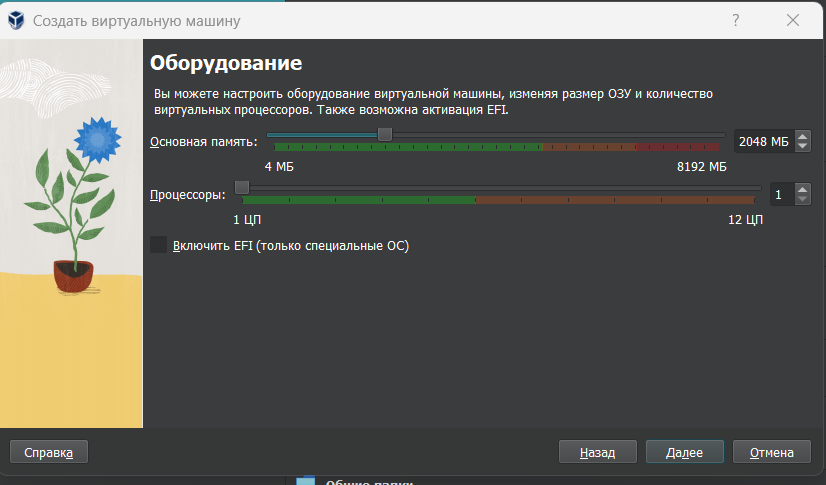 Создать виртуальную машину
?
Оборудование
Вы можете настроить оборудование виртуальной машины, изменяя размер ОЗУ и количество
виртуальных процессоров. Также возможна активация EFI.
Основная память: 2048 МБ
4 МБ 8192 МБ
Процессоры: 1
1 ЦП 12 ЦП
Включить EFI (только специальные ОС)
Справка Назад Далее Отмена
Общие папки